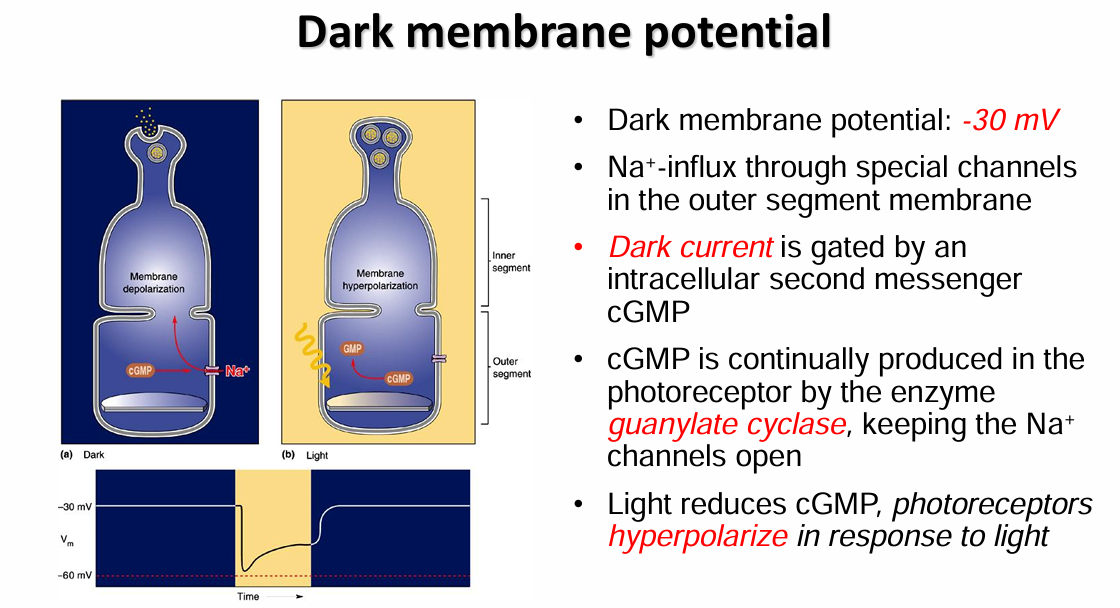 Dark membrane potential
Membrane
depolarization
cGMP
Na⁺
(a) Dark
Membrane
hyperpolarization
GMP
cGMP
(b) Light
Inner
segment
Outer
segment
–30 mV
Vm
–60 mV
Time
• Dark membrane potential: -30 mV
• Na⁺-influx through special channels
in the outer segment membrane
• Dark current is gated by an
intracellular second messenger
cGMP
• cGMP is continually produced in the
photoreceptor by the enzyme
guanylate cyclase, keeping the Na⁺
channels open
• Light reduces cGMP, photoreceptors
hyperpolarize in response to light